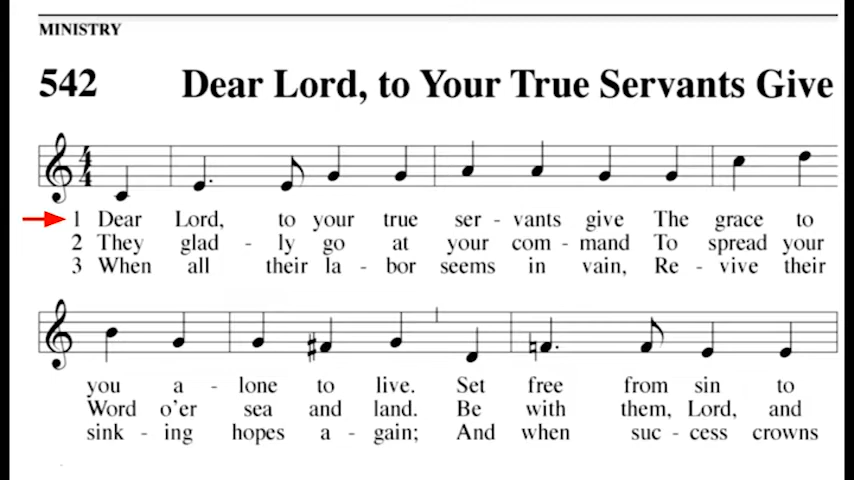 MINISTRY
542 Dear Lord, to Your True Servants Give
1 Dear Lord, to your true ser - vants give The grace to
2 They glad - ly go at your com - mand To spread your
3 When all their la - bor seems in vain, Re - vive their
you a - lone to live. Set free from sin to
Word o'er sea and land. Be with them, Lord, and
sink - ing hopes a - gain; And when suc - cess crowns